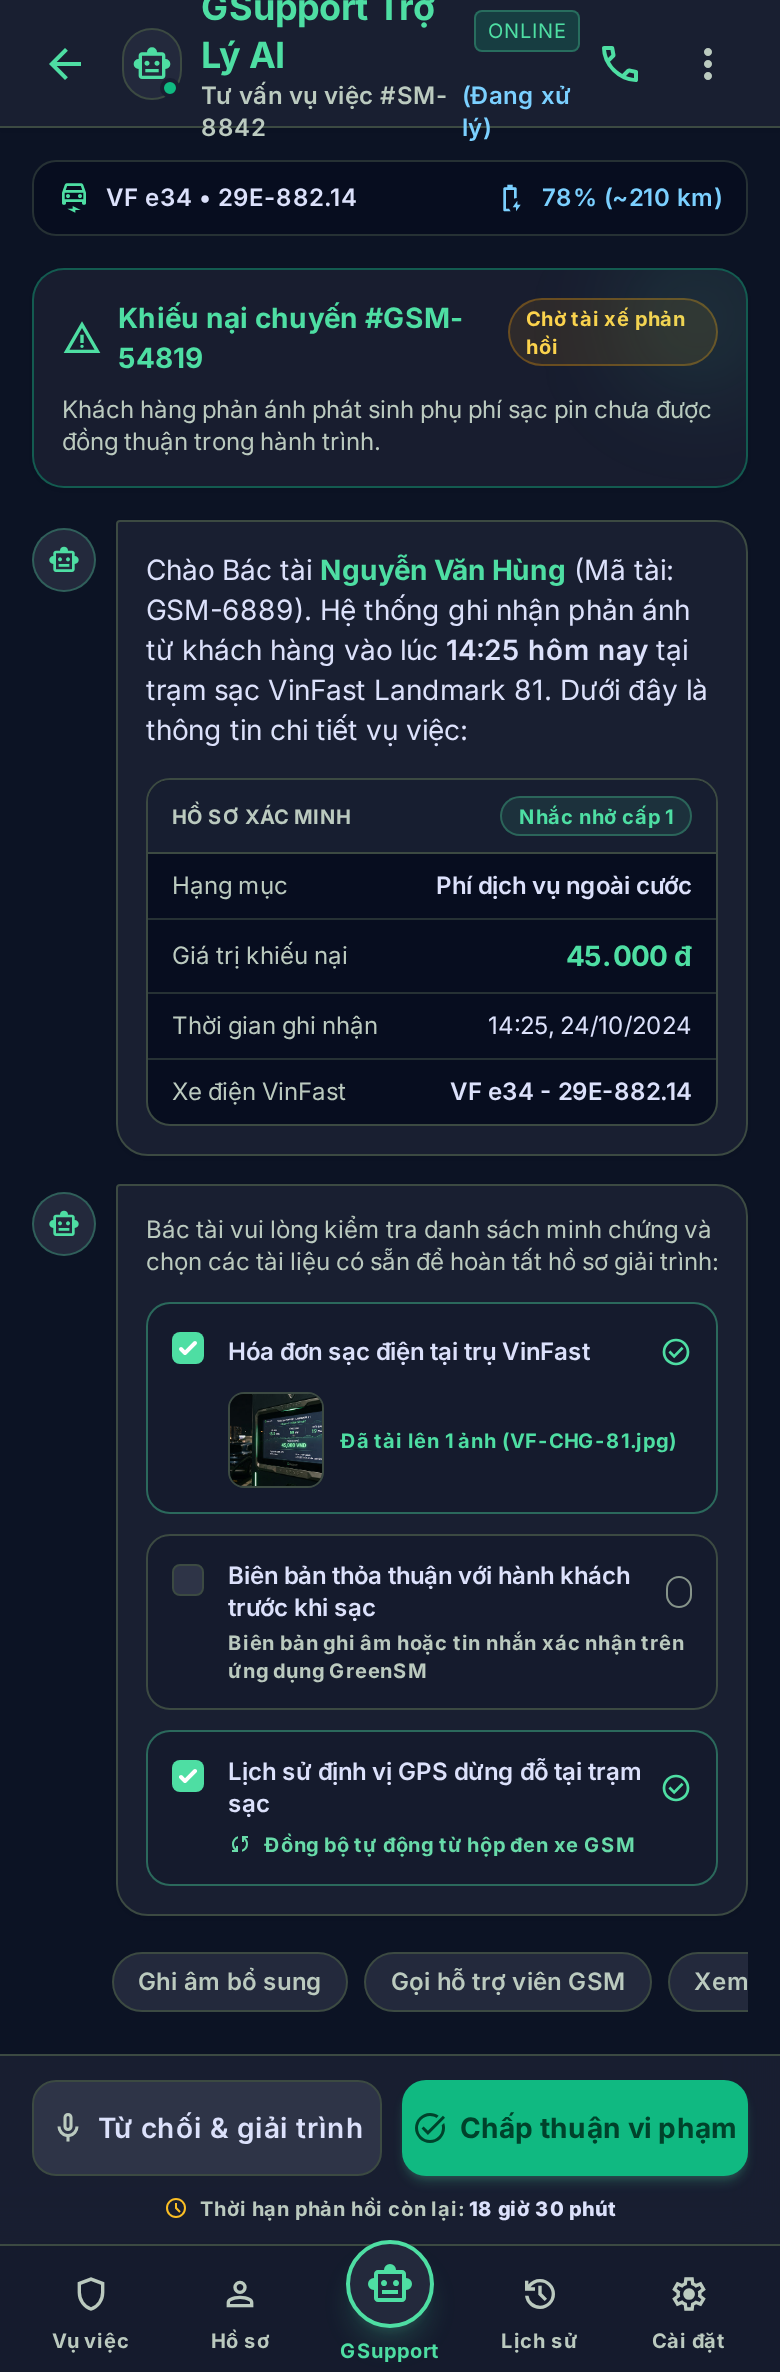 GSupport Trợ
Lý AI
ONLINE
Tư vấn vụ việc #SM-
8842
(Đang xử
lý)
VF e34 • 29E-882.14
78% (~210 km)
Khiếu nại chuyến #GSM-
54819
Chờ tài xế phản
hồi
Khách hàng phản ánh phát sinh phụ phí sạc pin chưa được
đồng thuận trong hành trình.
Chào Bác tài Nguyễn Văn Hùng (Mã tài:
GSM-6889). Hệ thống ghi nhận phản ánh
từ khách hàng vào lúc 14:25 hôm nay tại
trạm sạc VinFast Landmark 81. Dưới đây là
thông tin chi tiết vụ việc:
HỒ SƠ XÁC MINH
Nhắc nhở cấp 1
Hạng mục
Phí dịch vụ ngoài cước
Giá trị khiếu nại
45.000 đ
Thời gian ghi nhận
14:25, 24/10/2024
Xe điện VinFast
VF e34 - 29E-882.14
Bác tài vui lòng kiểm tra danh sách minh chứng và
chọn các tài liệu có sẵn để hoàn tất hồ sơ giải trình:
Hóa đơn sạc điện tại trụ VinFast
Đã tải lên 1 ảnh (VF-CHG-81.jpg)
Biên bản thỏa thuận với hành khách
trước khi sạc
Biên bản ghi âm hoặc tin nhắn xác nhận trên
ứng dụng GreenSM
Lịch sử định vị GPS dừng đỗ tại trạm
sạc
Đồng bộ tự động từ hộp đen xe GSM
Ghi âm bổ sung
Gọi hỗ trợ viên GSM
Xem
Từ chối & giải trình
Chấp thuận vi phạm
Thời hạn phản hồi còn lại: 18 giờ 30 phút
Vụ việc
Hồ sơ
GSupport
Lịch sử
Cài đặt